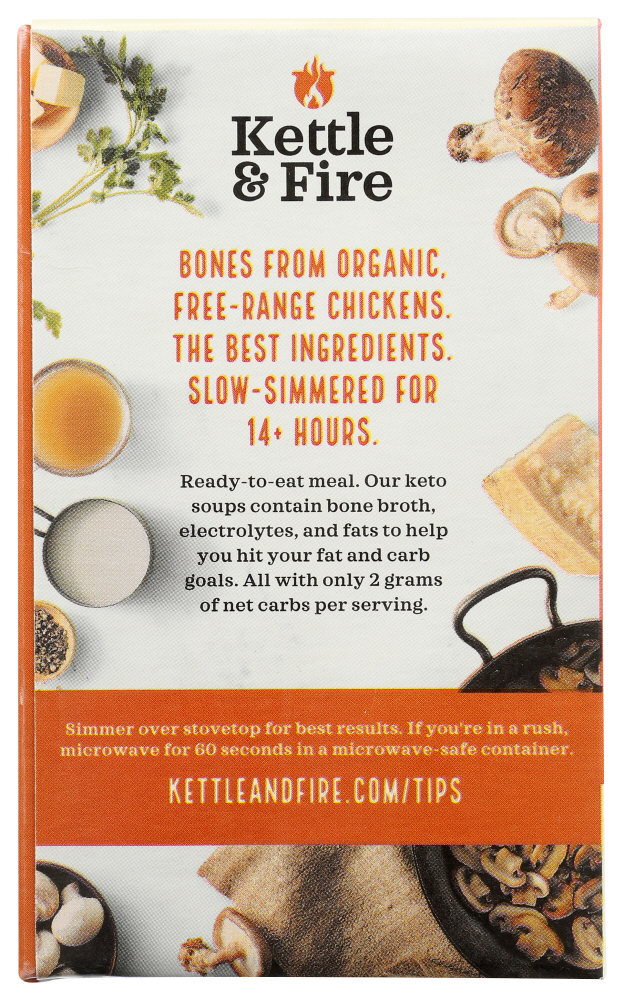 Kettle
& Fire
BONES FROM ORGANIC,
FREE-RANGE CHICKENS.
THE BEST INGREDIENTS.
SLOW-SIMMERED FOR
14+ HOURS.
Ready-to-eat meal. Our keto
soups contain bone broth,
electrolytes, and fats to help
you hit your fat and carb
goals. All with only 2 grams
of net carbs per serving.
Simmer over stovetop for best results. If you're in a rush,
microwave for 60 seconds in a microwave-safe container.
KETTLEANDFIRE.COM/TIPS